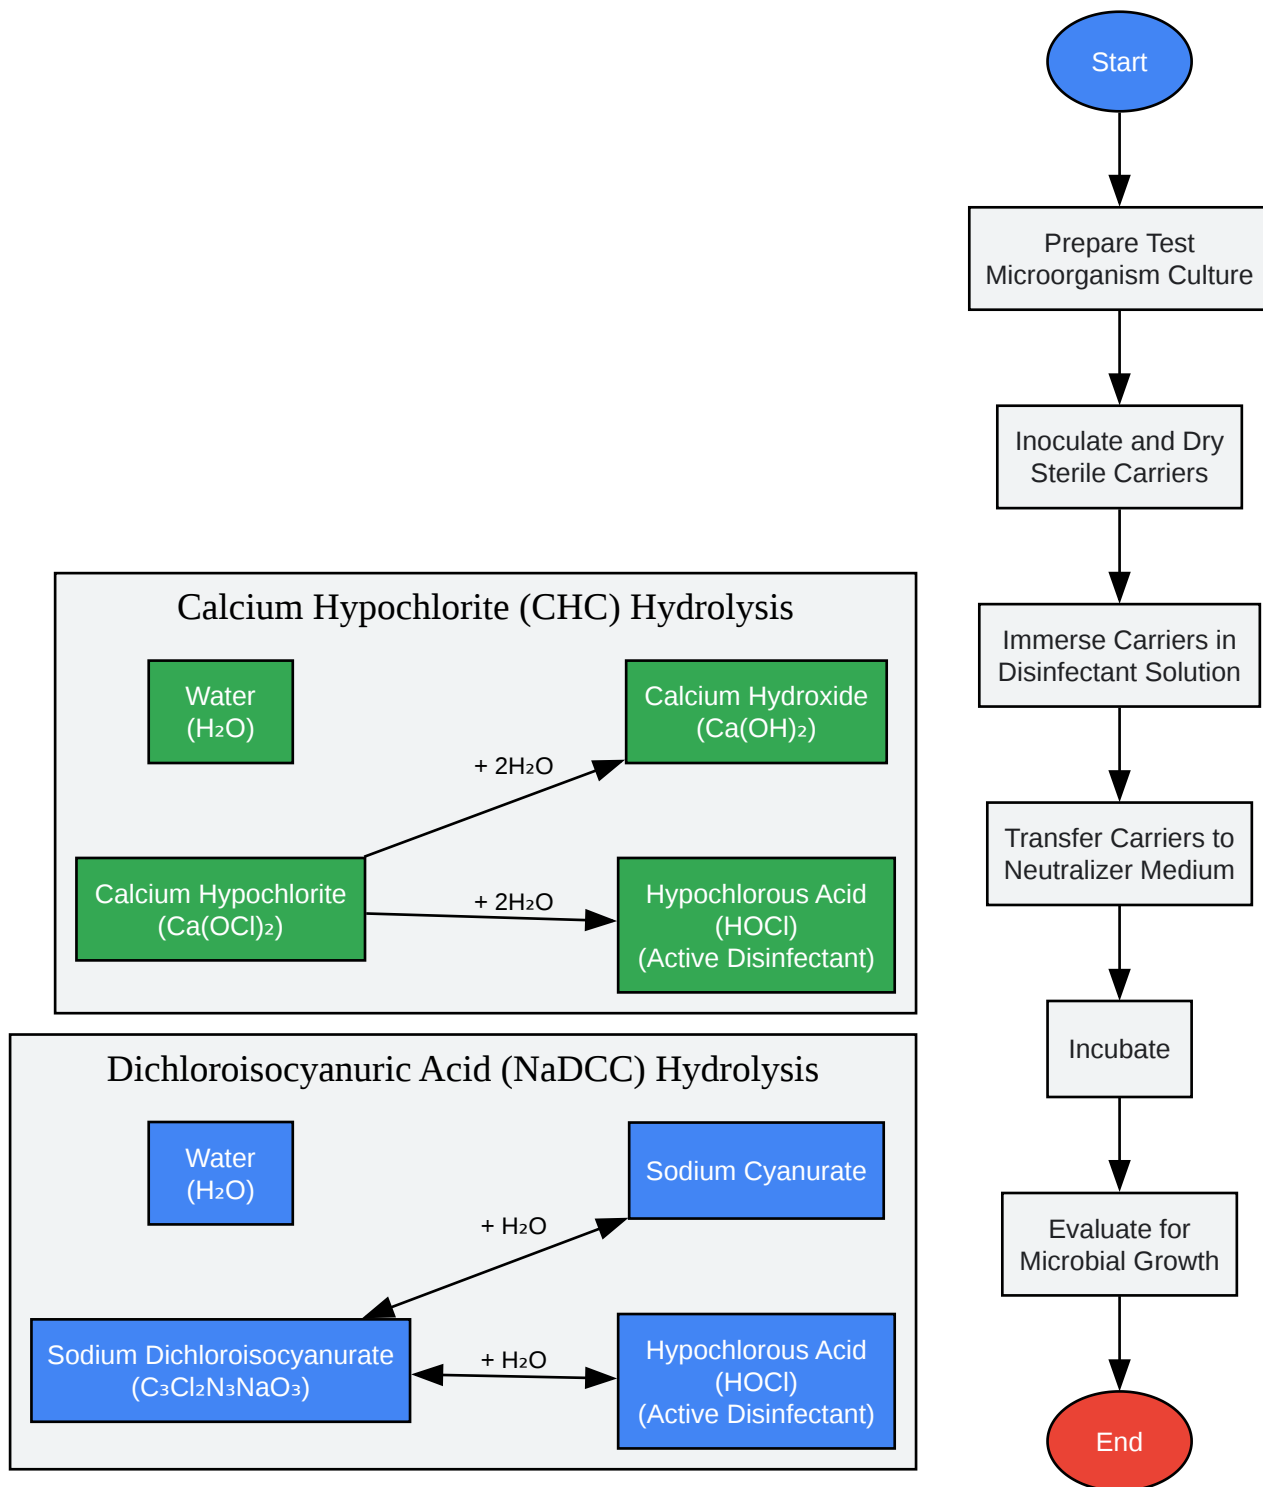 Start
Prepare Test
Microorganism Culture
Inoculate and Dry
Sterile Carriers
Immerse Carriers in
Disinfectant Solution
Transfer Carriers to
Neutralizer Medium
Incubate
Evaluate for
Microbial Growth
End
Calcium Hypochlorite (CHC) Hydrolysis
Water
(H₂O)
Calcium Hydroxide
(Ca(OH)₂)
+ 2H₂O
Calcium Hypochlorite
(Ca(OCl)₂)
+ 2H₂O
Hypochlorous Acid
(HOCl)
(Active Disinfectant)
Dichloroisocyanuric Acid (NaDCC) Hydrolysis
Water
(H₂O)
Sodium Cyanurate
+ H₂O
Sodium Dichloroisocyanurate
(C₃Cl₂N₃NaO₃)
+ H₂O
Hypochlorous Acid
(HOCl)
(Active Disinfectant)